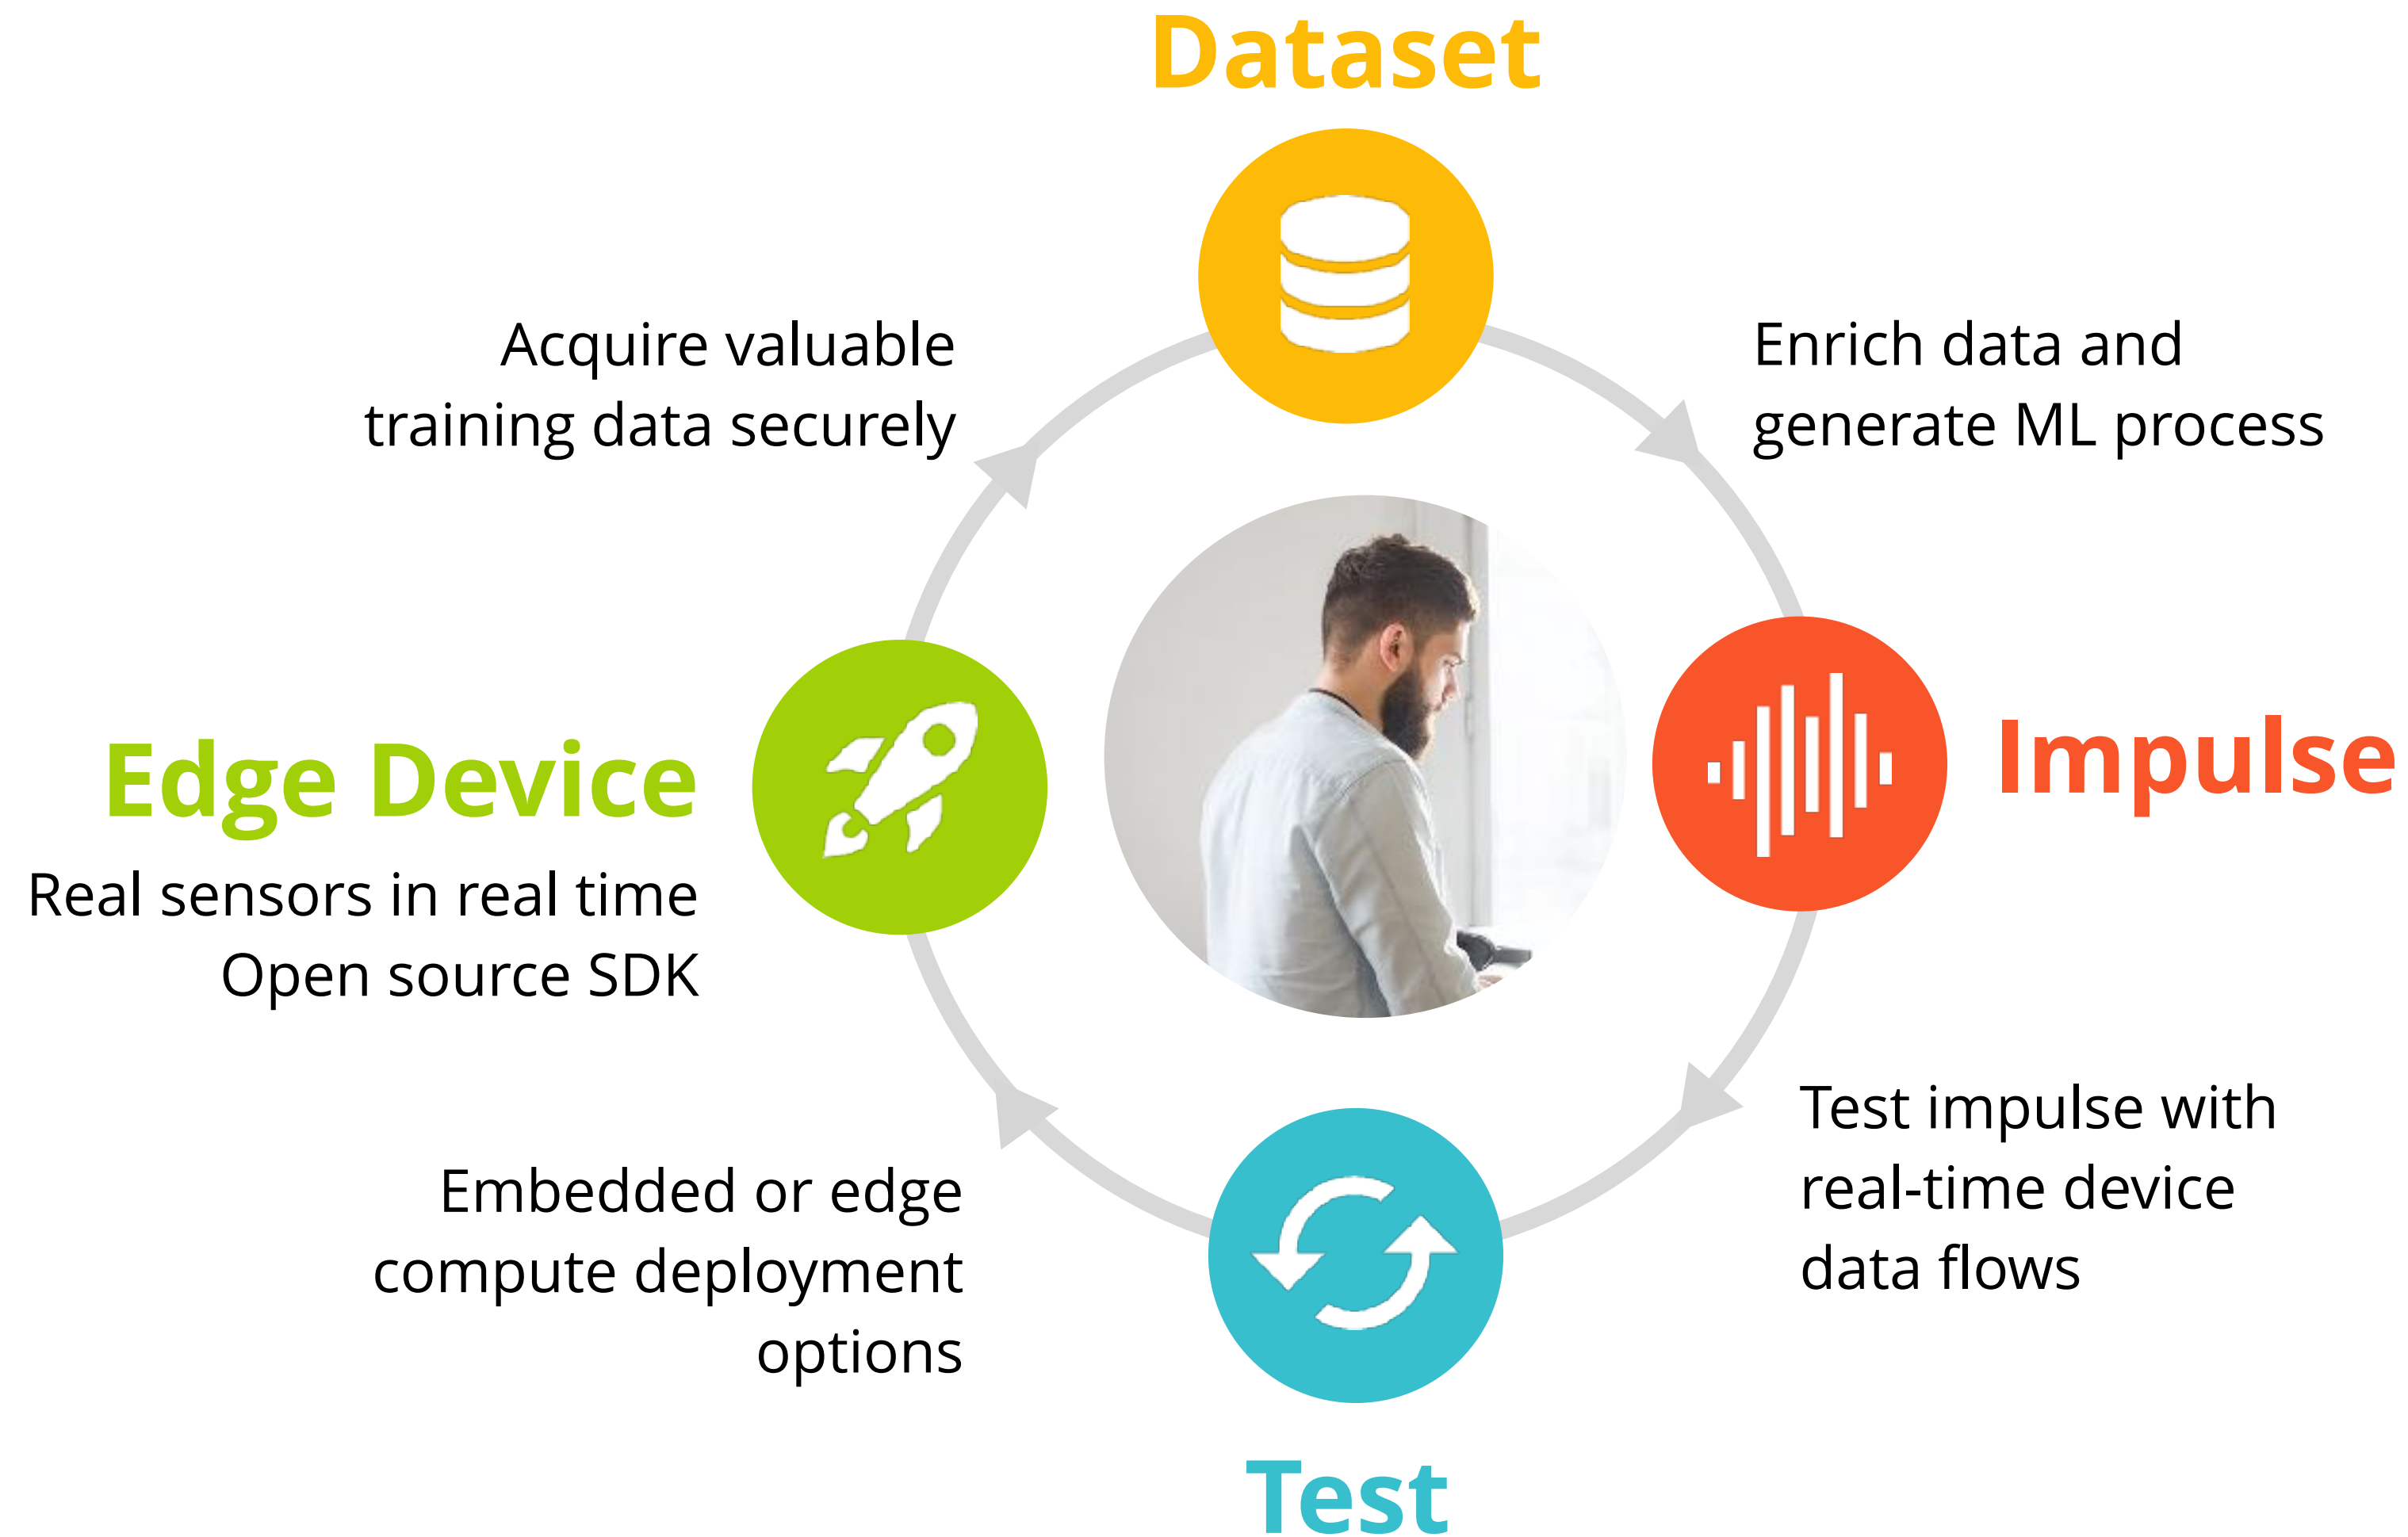 Dataset
Acquire valuable
training data securely
Enrich data and
generate ML process
Edge Device
Real sensors in real time
Open source SDK
Impulse
Test impulse with
real-time device
data flows
Embedded or edge
compute deployment
options
Test